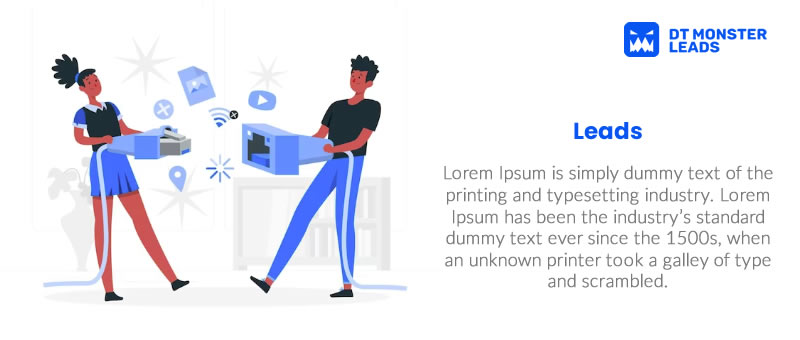 DT MONSTER
LEADS
Leads
Lorem Ipsum is simply dummy text of the
printing and typesetting industry. Lorem
Ipsum has been the industry's standard
dummy text ever since the 1500s, when
an unknown printer took a galley of type
and scrambled.